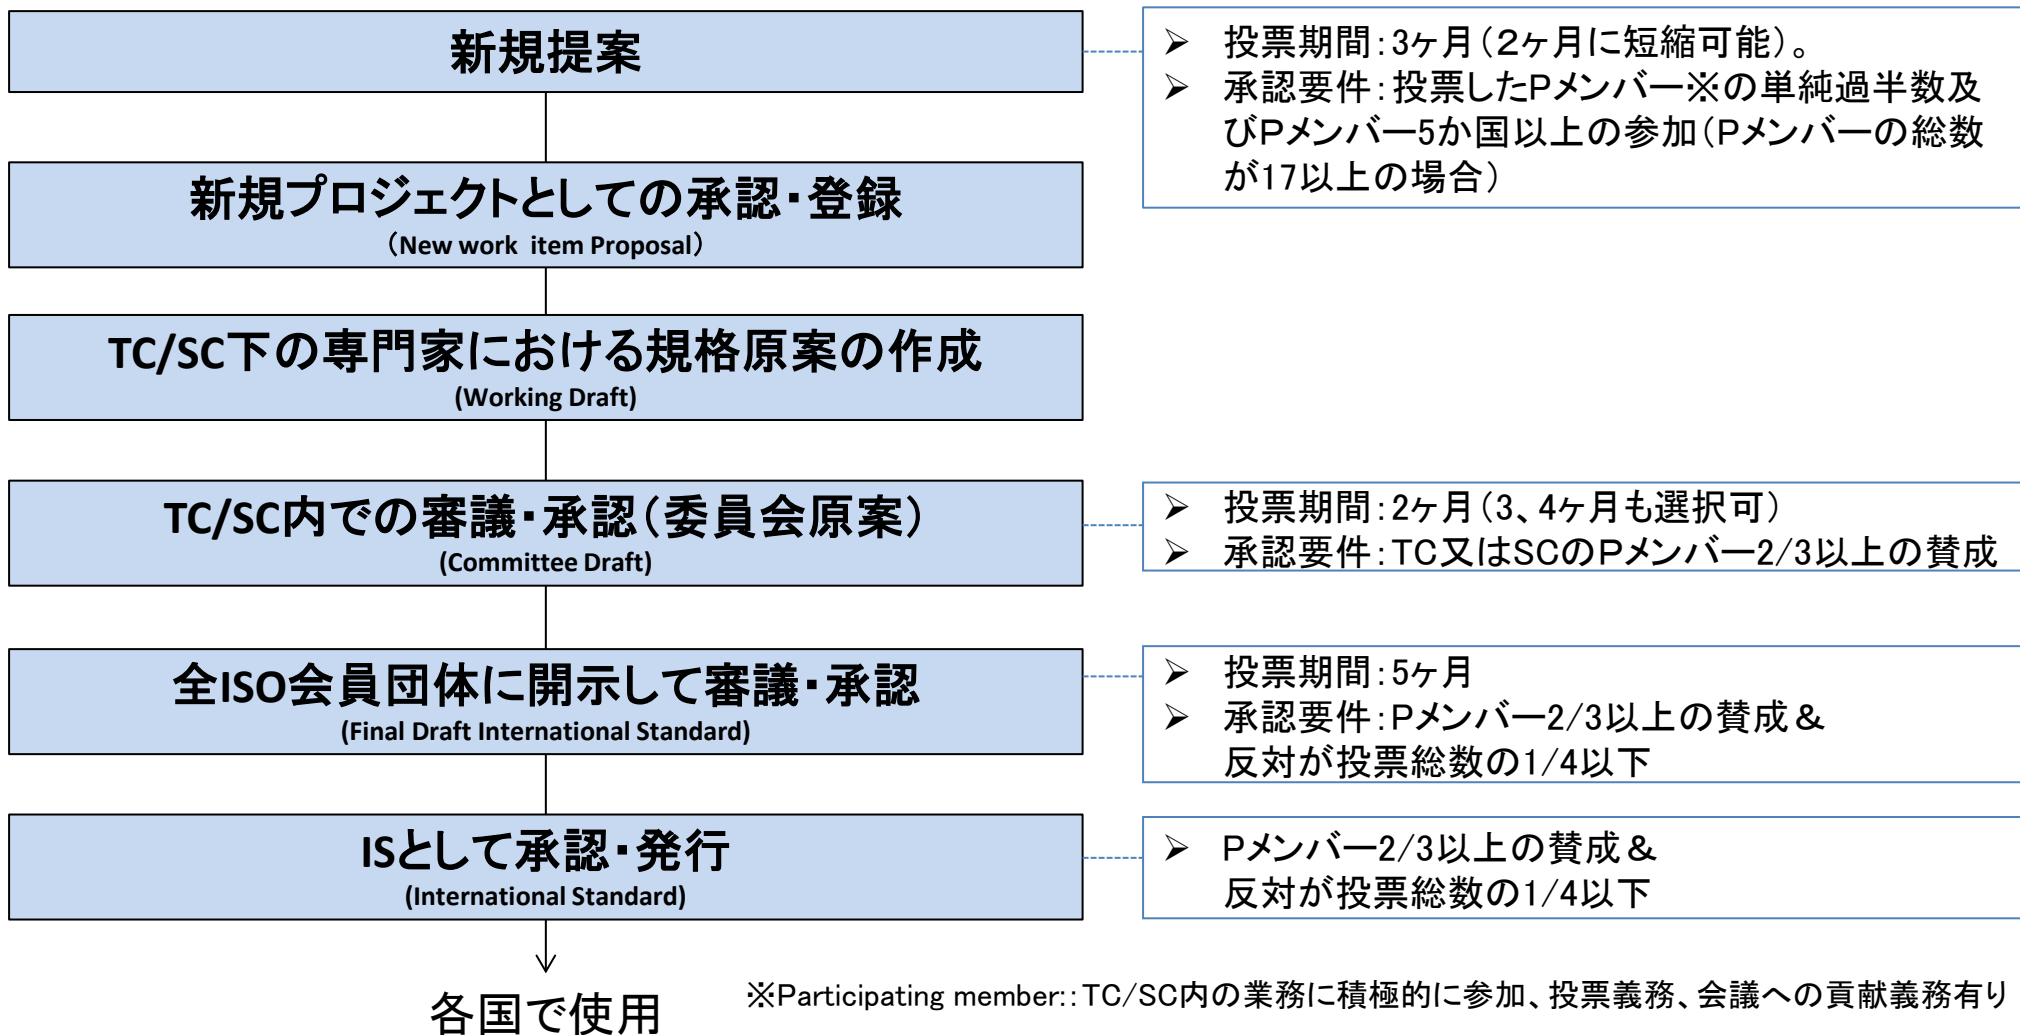 新規提案
➢ 投票期間：3ヶ月（２ヶ月に短縮可能）。
➢ 承認要件：投票したPメンバー※の単純過半数及
びPメンバー5か国以上の参加（Pメンバーの総数
が17以上の場合）
新規プロジェクトとしての承認・登録
（New work item Proposal）
TC/SC下の専門家における規格原案の作成
(Working Draft)
TC/SC内での審議・承認（委員会原案）
(Committee Draft)
➢ 投票期間：2ヶ月（3、4ヶ月も選択可）
➢ 承認要件：TC又はSCのPメンバー2/3以上の賛成
全ISO会員団体に開示して審議・承認
(Final Draft International Standard)
➢ 投票期間：5ヶ月
➢ 承認要件：Pメンバー2/3以上の賛成＆
反対が投票総数の1/4以下
ISとして承認・発行
(International Standard)
➢ Pメンバー2/3以上の賛成＆
反対が投票総数の1/4以下
各国で使用
※Participating member:：TC/SC内の業務に積極的に参加、投票義務、会議への貢献義務有り